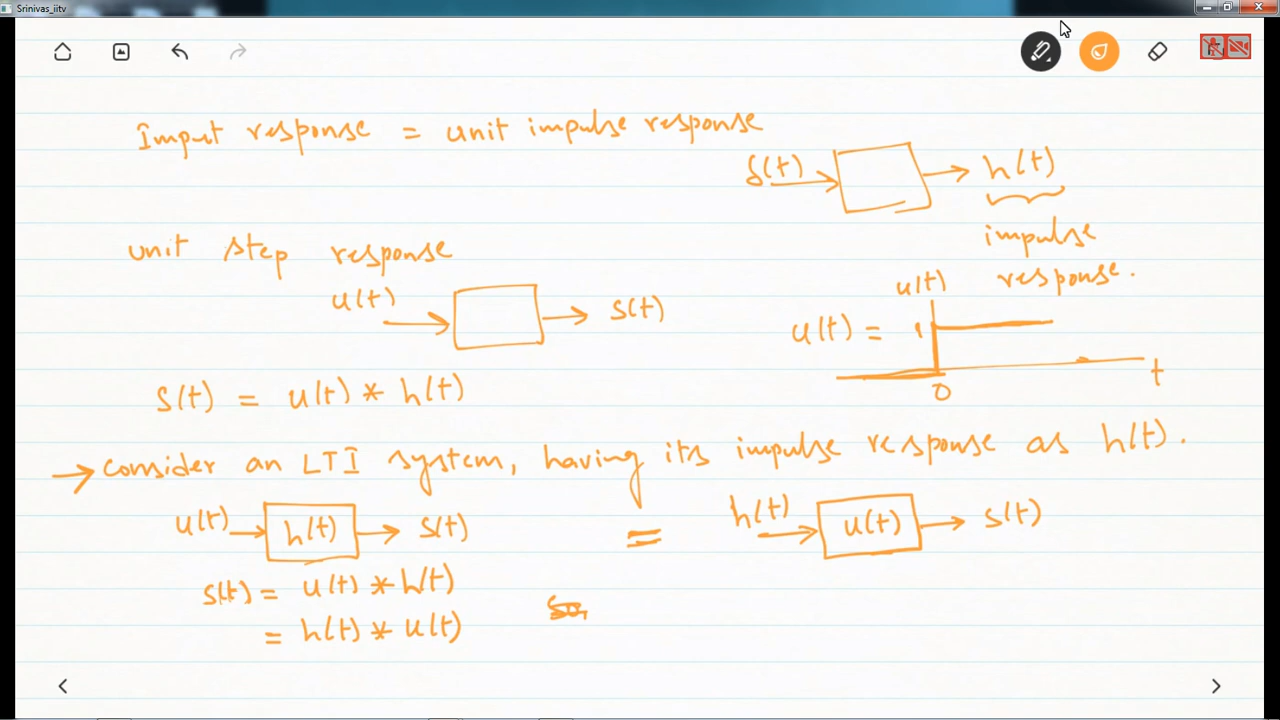 Srinivas_iitv
Imput response = unit impulse response
δ(t) → h(t)
impulse
response.
unit step response
u(t) → s(t)
u(t)
u(t) = 1
0
t
s(t) = u(t) * h(t)
→ consider an LTI system, having its impulse response as h(t).
u(t) → h(t) → s(t) = h(t) → u(t) → s(t)
s(t) = u(t) * h(t)
= h(t) * u(t)